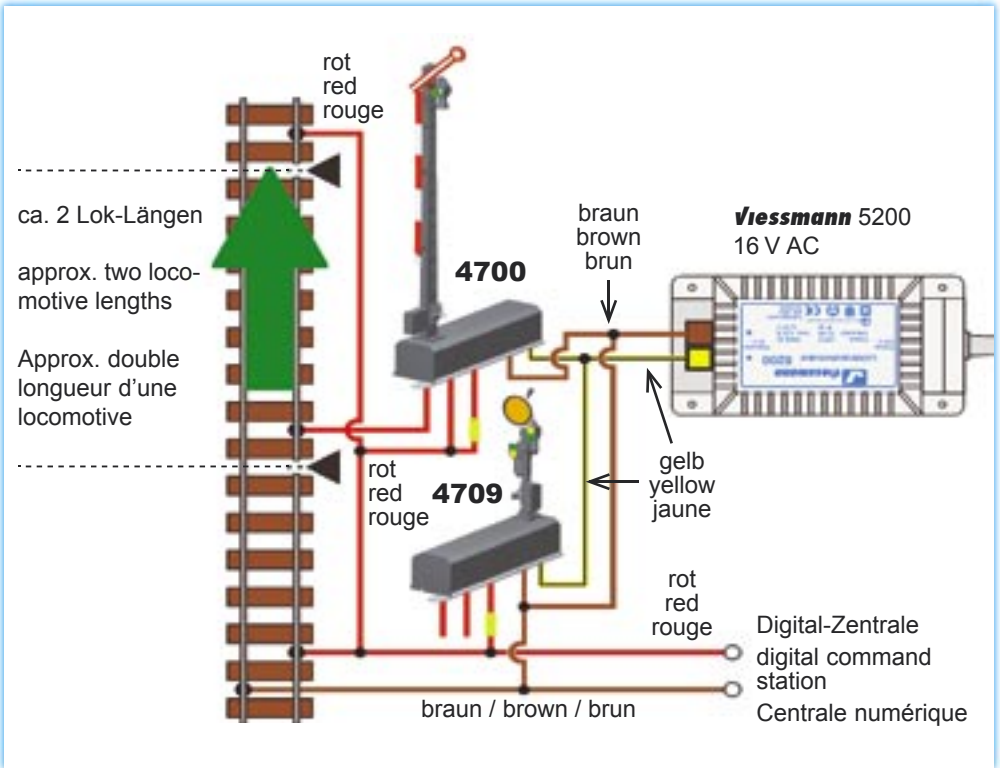 rot
red
rouge
ca. 2 Lok-Längen
approx. two loco-
motive lengths
Approx. double
longueur d’une
locomotive
4700
braun
brown
brun
viessmann 5200
16 V AC
5200
viessmann
rot
red
rouge
4709
gelb
yellow
jaune
rot
red
rouge
Digital-Zentrale
digital command
station
Centrale numérique
braun / brown / brun